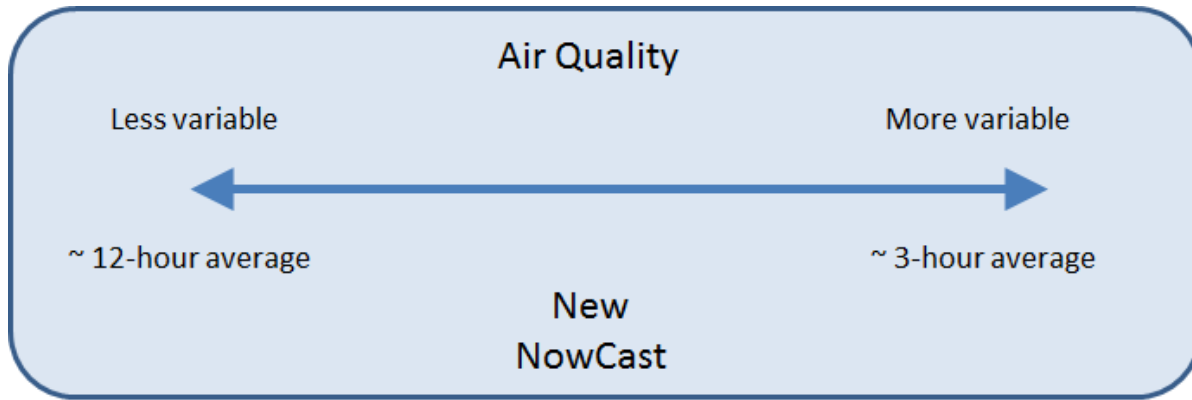 Air Quality
Less variable
More variable
~ 12-hour average
~ 3-hour average
New
NowCast